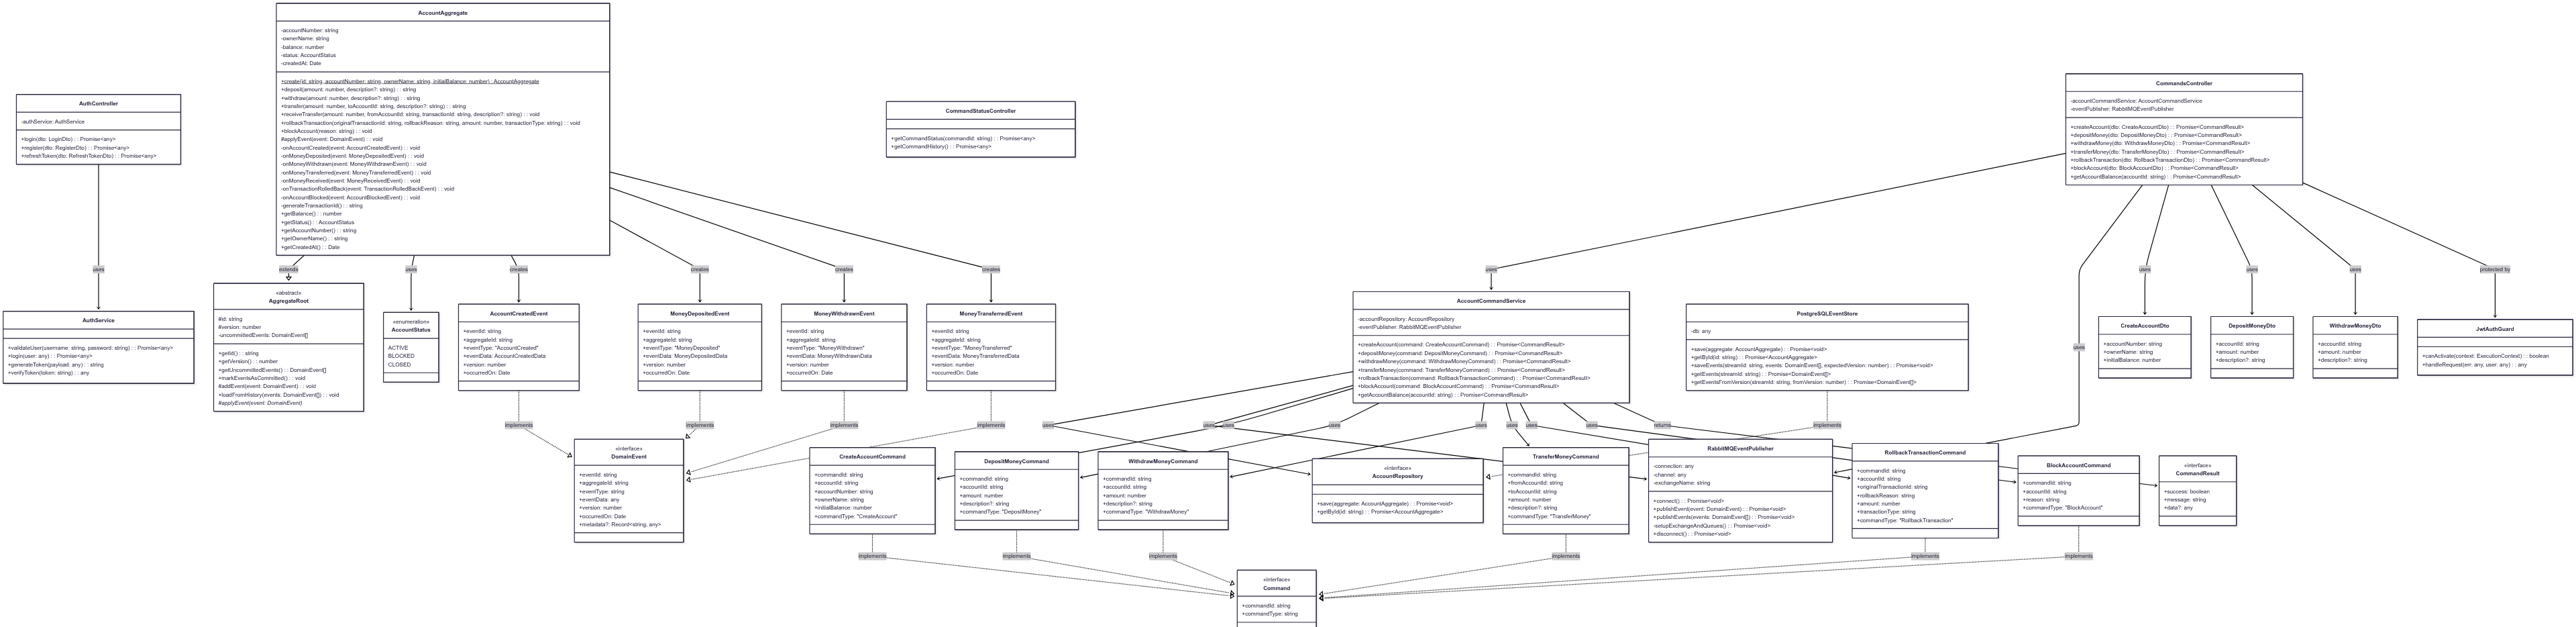 AuthController
-authService: AuthService
+login(dto: LoginDto) : : Promise<any>
+register(dto: RegisterDto) : : Promise<any>
+refreshToken(dto: RefreshTokenDto) : : Promise<any>
AccountAggregate
-accountNumber: string
-ownerName: string
-balance: number
-status: AccountStatus
-createdAt: Date
+create(id: string, accountNumber: string, ownerName: string, initialBalance: number) : AccountAggregate
+deposit(amount: number, description?: string) : : string
+withdraw(amount: number, description?: string) : : string
+transfer(amount: number, toAccountId: string, description?: string) : : string
+receiveTransfer(amount: number, fromAccountId: string, transactionId: string, description?: string) : : void
+rollbackTransaction(originalTransactionId: string, rollbackReason: string, amount: number, transactionType: string) : : void
+blockAccount(reason: string) : : void
#applyEvent(event: DomainEvent) : : void
-onAccountCreated(event: AccountCreatedEvent) : : void
-onMoneyDeposited(event: MoneyDepositedEvent) : : void
-onMoneyWithdrawn(event: MoneyWithdrawnEvent) : : void
-onMoneyTransferred(event: MoneyTransferredEvent) : : void
-onMoneyReceived(event: MoneyReceivedEvent) : : void
-onTransactionRolledBack(event: TransactionRolledBackEvent) : : void
-onAccountBlocked(event: AccountBlockedEvent) : : void
-generateTransactionId() : : string
+getBalance() : : number
+getStatus() : : AccountStatus
+getAccountNumber() : : string
+getOwnerName() : : string
+getCreatedAt() : : Date
CommandStatusController
+getCommandStatus(commandId: string) : : Promise<any>
+getCommandHistory() : : Promise<any>
CommandsController
-accountCommandService: AccountCommandService
-eventPublisher: RabbitMQEventPublisher
+createAccount(dto: CreateAccountDto) : : Promise<CommandResult>
+depositMoney(dto: DepositMoneyDto) : : Promise<CommandResult>
+withdrawMoney(dto: WithdrawMoneyDto) : : Promise<CommandResult>
+transferMoney(dto: TransferMoneyDto) : : Promise<CommandResult>
+rollbackTransaction(dto: RollbackTransactionDto) : : Promise<CommandResult>
+blockAccount(dto: BlockAccountDto) : : Promise<CommandResult>
+getAccountBalance(accountId: string) : : Promise<CommandResult>
uses
extends
uses
creates
creates
creates
creates
uses
uses
uses
uses
protected by
AuthService
+validateUser(username: string, password: string) : : Promise<any>
+login(user: any) : : Promise<any>
+generateToken(payload: any) : : string
+verifyToken(token: string) : : any
«abstract»
AggregateRoot
#id: string
#version: number
-uncommittedEvents: DomainEvent[]
+getId() : : string
+getVersion() : : number
+getUncommittedEvents() : : DomainEvent[]
+markEventsAsCommitted() : : void
#addEvent(event: DomainEvent) : : void
+loadFromHistory(events: DomainEvent[]) : : void
#applyEvent(event: DomainEvent)
«enumeration»
AccountStatus
ACTIVE
BLOCKED
CLOSED
AccountCreatedEvent
+eventId: string
+aggregateId: string
+eventType: "AccountCreated"
+eventData: AccountCreatedData
+version: number
+occurredOn: Date
MoneyDepositedEvent
+eventId: string
+aggregateId: string
+eventType: "MoneyDeposited"
+eventData: MoneyDepositedData
+version: number
+occurredOn: Date
MoneyWithdrawnEvent
+eventId: string
+aggregateId: string
+eventType: "MoneyWithdrawn"
+eventData: MoneyWithdrawnData
+version: number
+occurredOn: Date
MoneyTransferredEvent
+eventId: string
+aggregateId: string
+eventType: "MoneyTransferred"
+eventData: MoneyTransferredData
+version: number
+occurredOn: Date
AccountCommandService
-accountRepository: AccountRepository
-eventPublisher: RabbitMQEventPublisher
+createAccount(command: CreateAccountCommand) : : Promise<CommandResult>
+depositMoney(command: DepositMoneyCommand) : : Promise<CommandResult>
+withdrawMoney(command: WithdrawMoneyCommand) : : Promise<CommandResult>
+transferMoney(command: TransferMoneyCommand) : : Promise<CommandResult>
+rollbackTransaction(command: RollbackTransactionCommand) : : Promise<CommandResult>
+blockAccount(command: BlockAccountCommand) : : Promise<CommandResult>
+getAccountBalance(accountId: string) : : Promise<CommandResult>
PostgreSQLEventStore
-db: any
+save(aggregate: AccountAggregate) : : Promise<void>
+getById(id: string) : : Promise<AccountAggregate>
+saveEvents(streamId: string, events: DomainEvent[], expectedVersion: number) : : Promise<void>
+getEvents(streamId: string) : : Promise<DomainEvent[]>
+getEventsFromVersion(streamId: string, fromVersion: number) : : Promise<DomainEvent[]>
uses
CreateAccountDto
+accountNumber: string
+ownerName: string
+initialBalance: number
DepositMoneyDto
+accountId: string
+amount: number
+description?: string
WithdrawMoneyDto
+accountId: string
+amount: number
+description?: string
JwtAuthGuard
+canActivate(context: ExecutionContext) : : boolean
+handleRequest(err: any, user: any) : : any
implements
implements
implements
implements
uses
uses
uses
uses
uses
uses
uses
uses
returns
implements
«interface»
DomainEvent
+eventId: string
+aggregateId: string
+eventType: string
+eventData: any
+version: number
+occurredOn: Date
+metadata?: Record<string, any>
CreateAccountCommand
+commandId: string
+accountId: string
+accountNumber: string
+ownerName: string
+initialBalance: number
+commandType: "CreateAccount"
DepositMoneyCommand
+commandId: string
+accountId: string
+amount: number
+description?: string
+commandType: "DepositMoney"
WithdrawMoneyCommand
+commandId: string
+accountId: string
+amount: number
+description?: string
+commandType: "WithdrawMoney"
«interface»
AccountRepository
+save(aggregate: AccountAggregate) : : Promise<void>
+getById(id: string) : : Promise<AccountAggregate>
TransferMoneyCommand
+commandId: string
+fromAccountId: string
+toAccountId: string
+amount: number
+description?: string
+commandType: "TransferMoney"
RabbitMQEventPublisher
-connection: any
-channel: any
-exchangeName: string
+connect() : : Promise<void>
+publishEvent(event: DomainEvent) : : Promise<void>
+publishEvents(events: DomainEvent[]) : : Promise<void>
-setupExchangeAndQueues() : : Promise<void>
+disconnect() : : Promise<void>
RollbackTransactionCommand
+commandId: string
+accountId: string
+originalTransactionId: string
+rollbackReason: string
+amount: number
+transactionType: string
+commandType: "RollbackTransaction"
BlockAccountCommand
+commandId: string
+accountId: string
+reason: string
+commandType: "BlockAccount"
«interface»
CommandResult
+success: boolean
+message: string
+data?: any
implements
implements
implements
implements
implements
implements
«interface»
Command
+commandId: string
+commandType: string